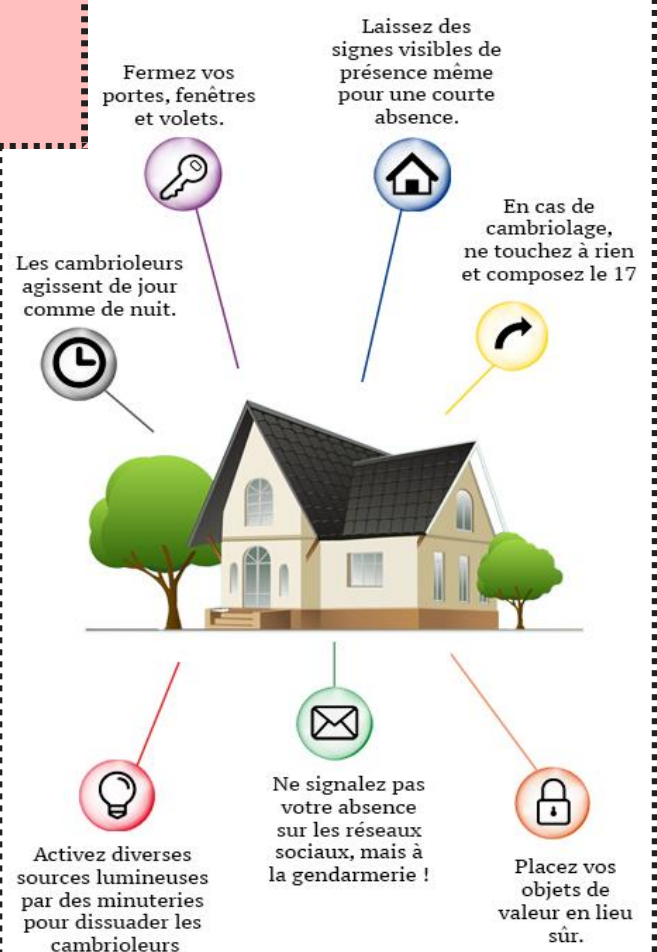 Laissez des
signes visibles de
présence même
pour une courte
absence.
Fermez vos
portes, fenêtres
et volets.
En cas de
cambriolage,
ne touchez à rien
et composez le 17
Les cambrioleurs
agissent de jour
comme de nuit.
Ne signalez pas
votre absence
sur les réseaux
sociaux, mais à
la gendarmerie !
Activez diverses
sources lumineuses
par des minuteries
pour dissuader les
cambrioleurs
Placez vos
objets de
valeur en lieu
sûr.